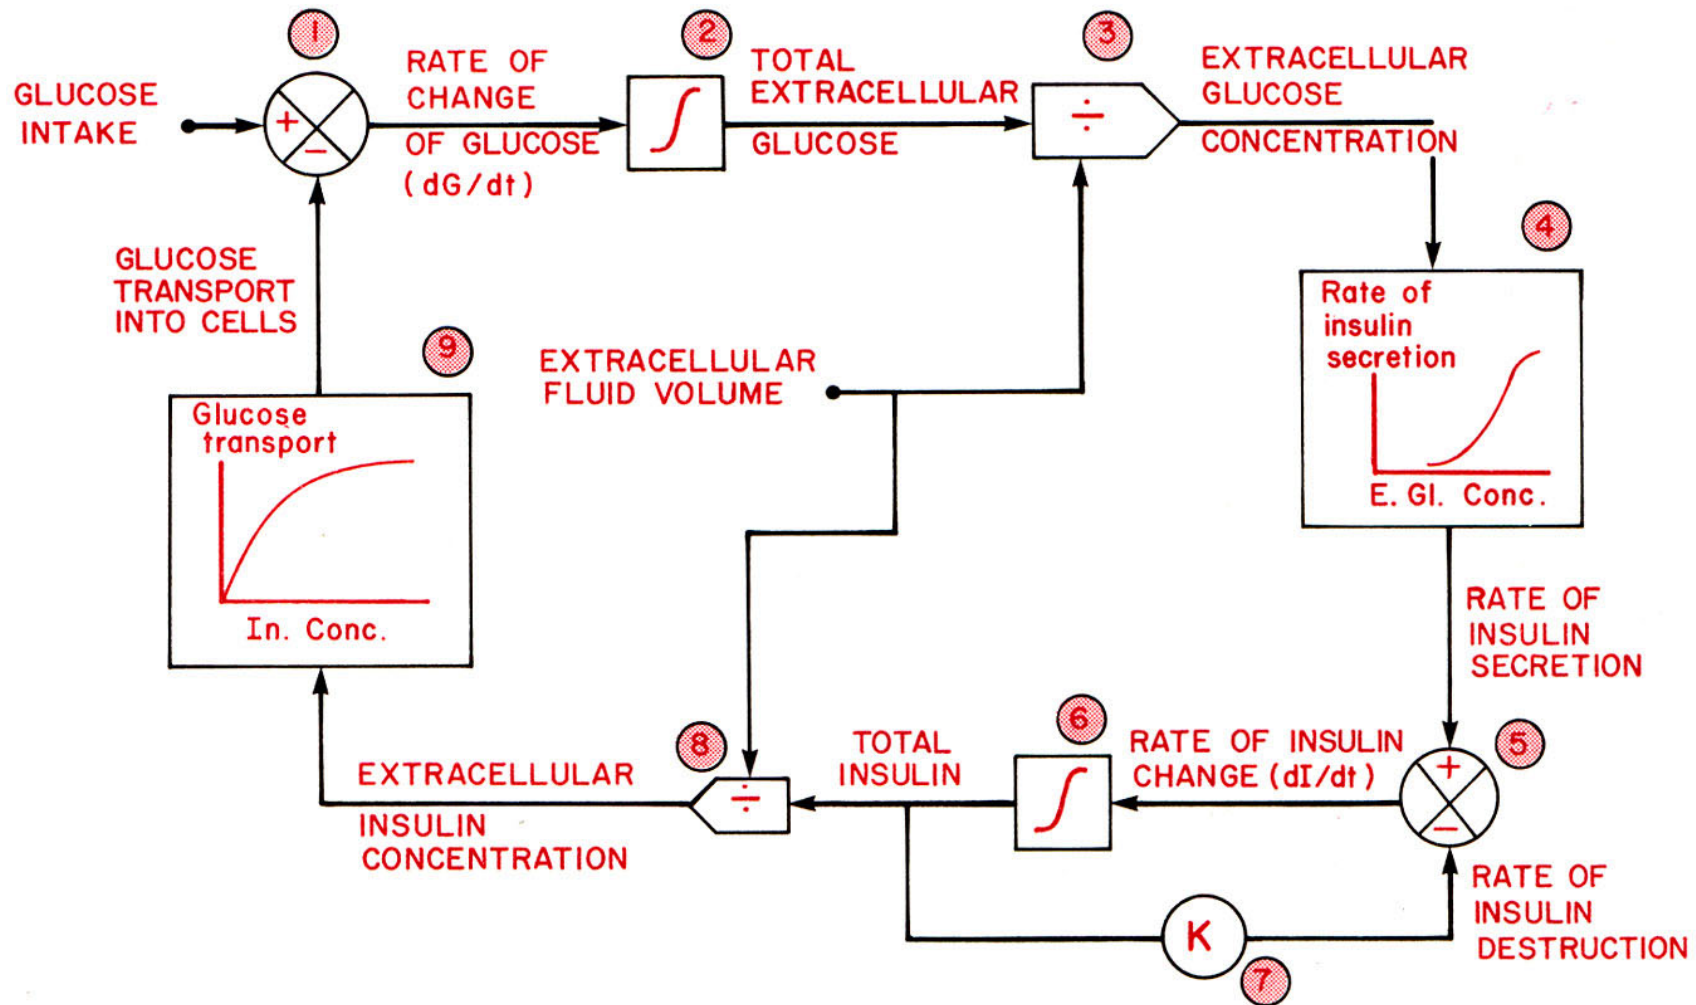 1
2
3
GLUCOSE
INTAKE
+
−
RATE OF
CHANGE
OF GLUCOSE
(dG/dt)
∫
TOTAL
EXTRACELLULAR
GLUCOSE
÷
EXTRACELLULAR
GLUCOSE
CONCENTRATION
4
Rate of
insulin
secretion
E. Gl. Conc.
GLUCOSE
TRANSPORT
INTO CELLS
9
Glucose
transport
In. Conc.
EXTRACELLULAR
FLUID VOLUME
RATE OF
INSULIN
SECRETION
5
+
−
RATE OF INSULIN
CHANGE (dI/dt)
6
∫
TOTAL
INSULIN
8
÷
EXTRACELLULAR
INSULIN
CONCENTRATION
K
7
RATE OF
INSULIN
DESTRUCTION